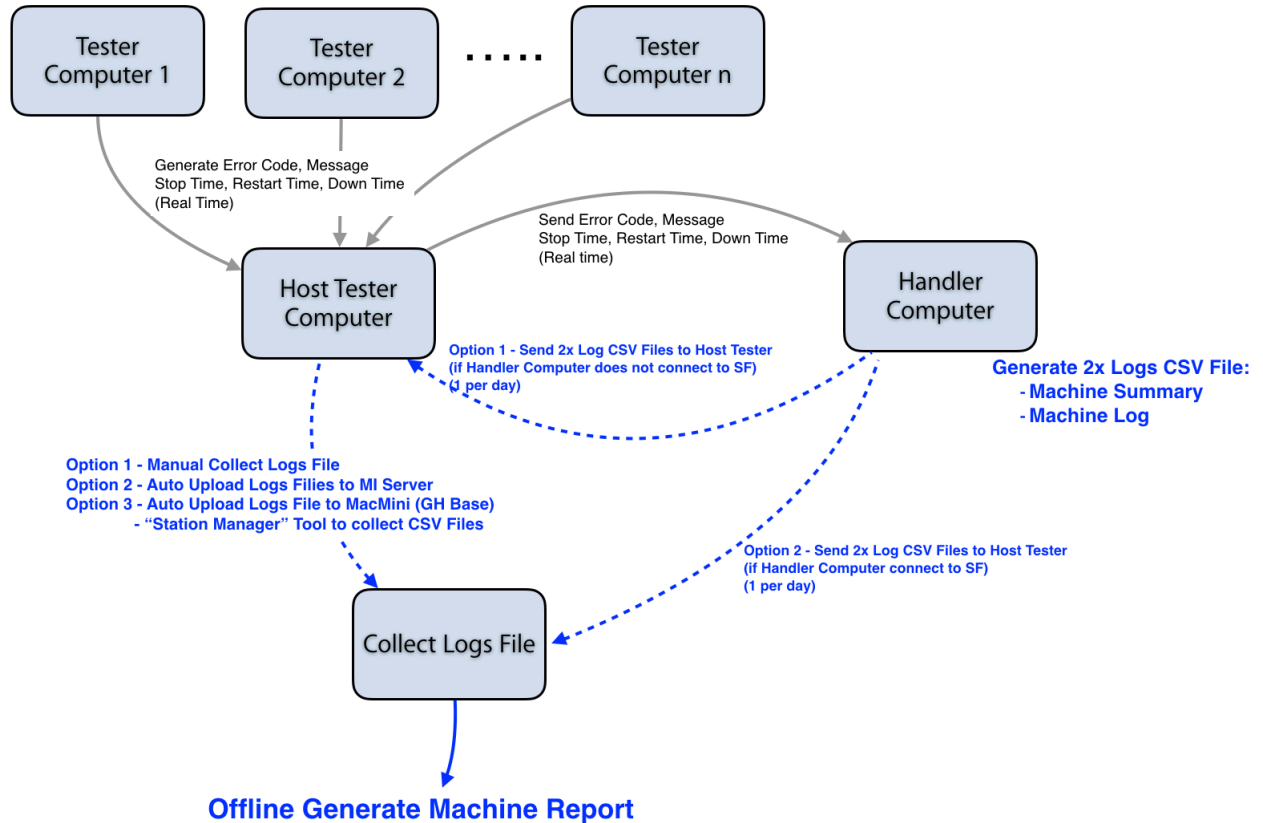 Tester
Computer 1
Tester
Computer 2
.....
Tester
Computer n
Generate Error Code, Message
Stop Time, Restart Time, Down Time
(Real Time)
Send Error Code, Message
Stop Time, Restart Time, Down Time
(Real time)
Host Tester
Computer
Handler
Computer
Option 1 - Send 2x Log CSV Files to Host Tester
(if Handler Computer does not connect to SF)
(1 per day)
Generate 2x Logs CSV File:
- Machine Summary
- Machine Log
Option 1 - Manual Collect Logs File
Option 2 - Auto Upload Logs Filies to MI Server
Option 3 - Auto Upload Logs File to MacMini (GH Base)
- “Station Manager” Tool to collect CSV Files
Option 2 - Send 2x Log CSV Files to Host Tester
(if Handler Computer connect to SF)
(1 per day)
Collect Logs File
Offline Generate Machine Report